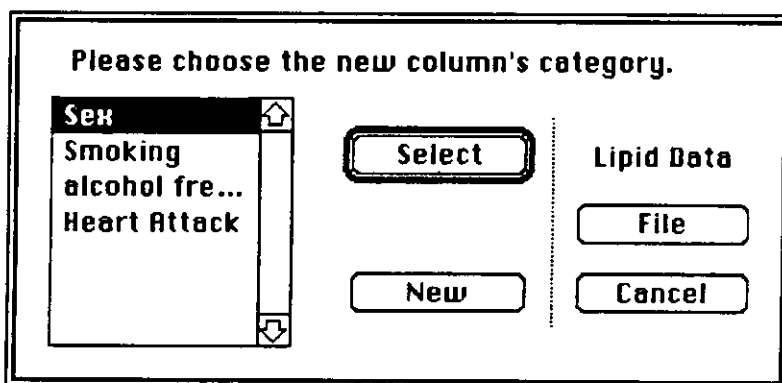 Please choose the new column's category.
Sex
Smoking
alcohol fre...
Heart Attack
Select
New
Lipid Data
File
Cancel